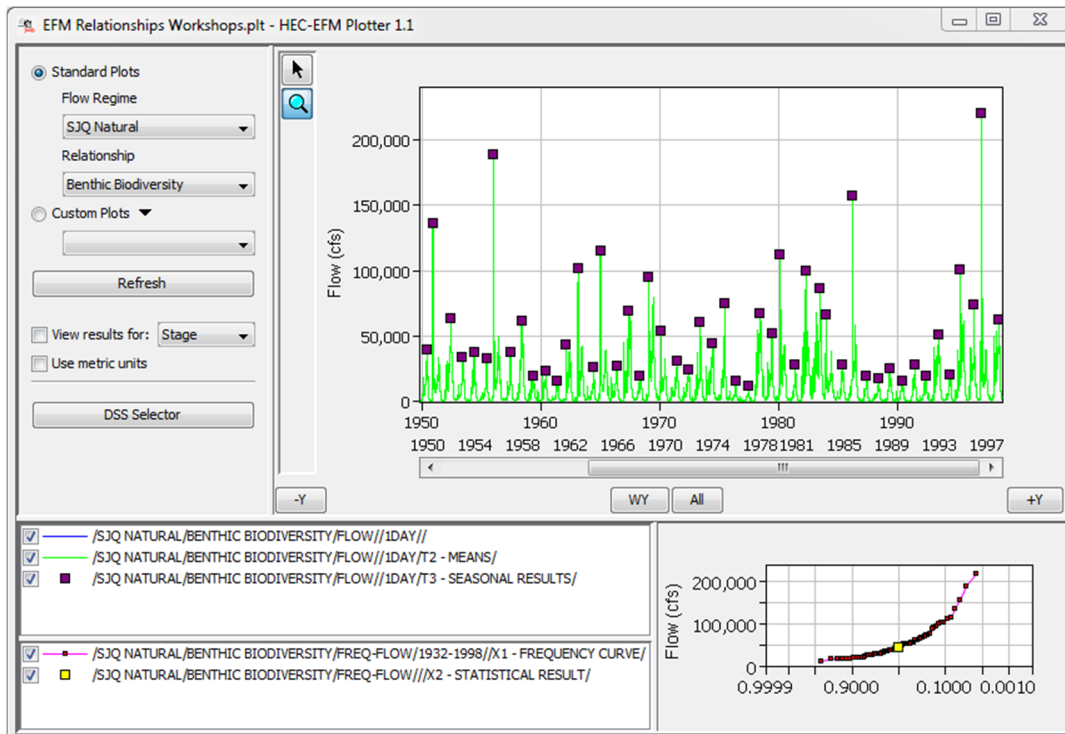 EFM Relationships Workshops.plt - HEC-EFM Plotter 1.1
Standard Plots
Flow Regime
SJQ Natural
Relationship
Benthic Biodiversity
Custom Plots
Refresh
View results for: Stage
Use metric units
DSS Selector
Flow (cfs)
200,000
150,000
100,000
50,000
0
1950 1960 1970 1980 1990
1950 1954 1958 1962 1966 1970 1974 1978 1981 1985 1989 1993 1997
-Y WY All +Y
/SJQ NATURAL/BENTHIC BIODIVERSITY/FLOW//1DAY//
/SJQ NATURAL/BENTHIC BIODIVERSITY/FLOW//1DAY/T2 - MEANS/
/SJQ NATURAL/BENTHIC BIODIVERSITY/FLOW//1DAY/T3 - SEASONAL RESULTS/
/SJQ NATURAL/BENTHIC BIODIVERSITY/FREQ-FLOW/1932-1998//X1 - FREQUENCY CURVE/
/SJQ NATURAL/BENTHIC BIODIVERSITY/FREQ-FLOW///X2 - STATISTICAL RESULT/
Flow (cfs)
200,000
100,000
0
0.9999 0.9000 0.1000 0.0010